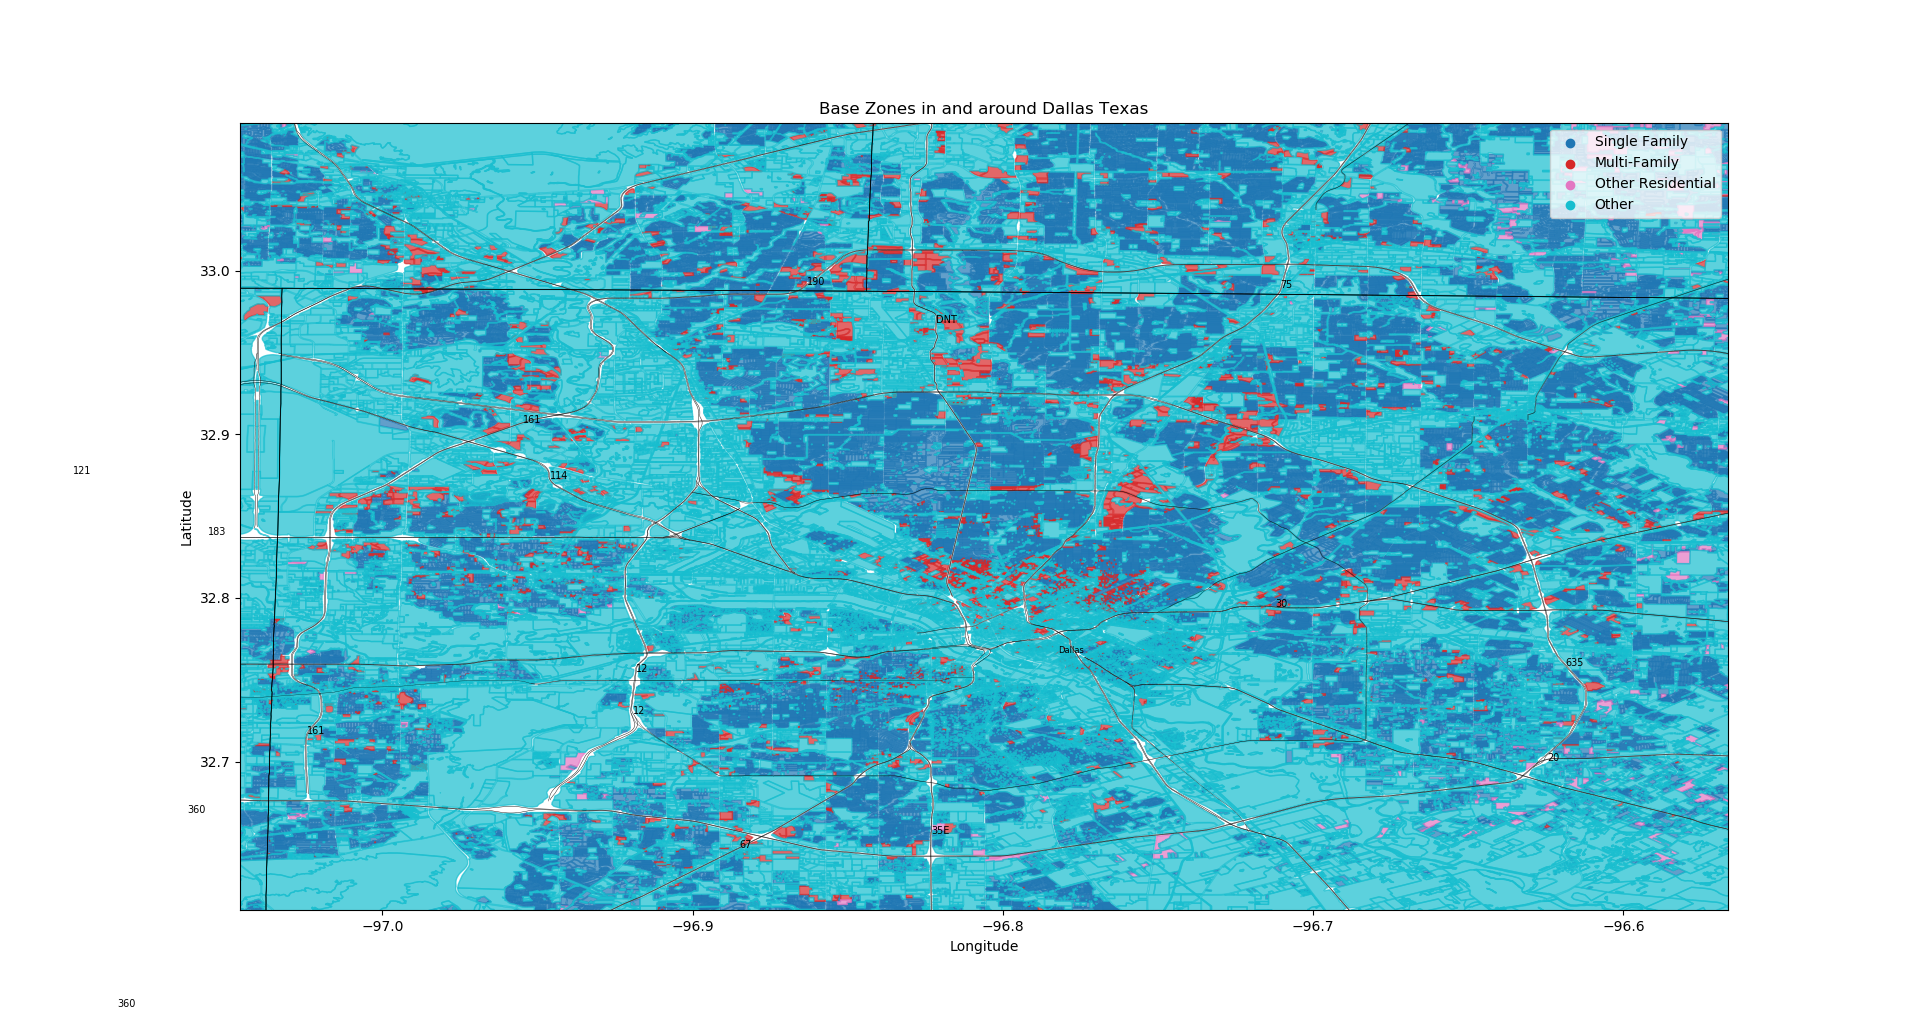 Base Zones in and around Dallas Texas
Single Family
Multi-Family
Other Residential
Other
33.0
32.9
32.8
32.7
Latitude
−97.0
−96.9
−96.8
−96.7
−96.6
Longitude
190
75
DNT
161
114
121
183
30
Dallas
12
635
12
161
20
360
35E
67
360